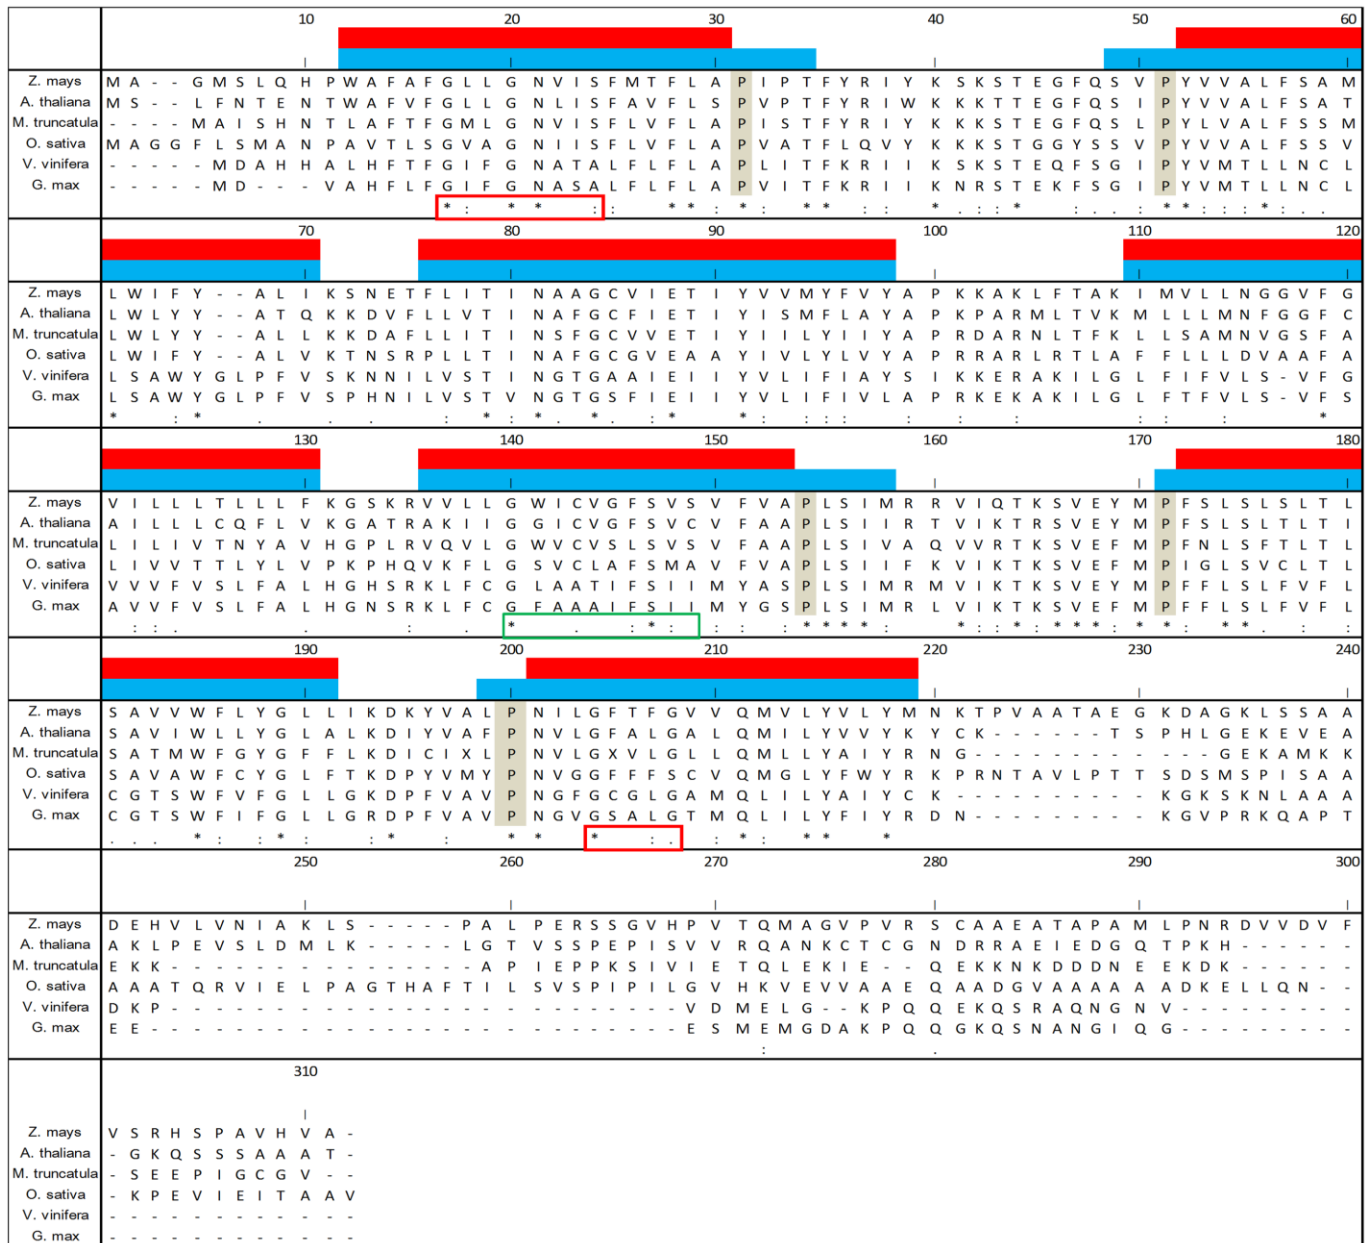 10 20 30 40 50 60
Z. mays M A - - G M S L Q H P W A F A F G L L G N V I S F M T F L A P I P T F Y R I Y K S K S T E G F Q S V P Y V V A L F S A M
A. thaliana M S - - L F N T E N T W A F V F G L L G N L I S F A V F L S P V P T F Y R I W K K K T T E G F Q S I P Y V V A L F S A T
M. truncatula - - - - M A I S H N T L A F T F G M L G N V I S F L V F L A P I S T F Y R I Y K K K S T E G F Q S L P Y L V A L F S S M
O. sativa M A G G F L S M A N P A V T L S G V A G N I I S F L V F L A P V A T F L Q V Y K K K S T G G Y S S V P Y V V A L F S S V
V. vinifera - - - - - M D A H H A L H F T F G I F G N A T A L F L F L A P L I T F K R I I K S K S T E Q F S G I P Y V M T L L N C L
G. max - - - - - M D - - - V A H F L F G I F G N A S A L F L F L A P V I T F K R I I K N R S T E K F S G I P Y V M T L L N C L
* : * * : : * * : * : * * : : * . : : * : . . : * * : : * : . .
70 80 90 100 110 120
Z. mays L W I F Y - - A L I K S N E T F L I T I N A A G C V I E T I Y V V M Y F V Y A P K K A K L F T A K I M V L L N G G V F G
A. thaliana L W L Y Y - - A T Q K K D V F L L V T I N A F G C F I E T I Y I S M F L A Y A P K P A R M L T V K M L L L M N F G G F C
M. truncatula L W L Y Y - - A L L K K D A F L L I T I N S F G C V V E T I Y I I L Y I I Y A P R D A R N L T F K L L S A M N V G S F A
O. sativa L W I F Y - - A L V K T N S R P L L T I N A F G C G V E A A Y I V L Y L V Y A P R R A R L R T L A F F L L L D V A A F A
V. vinifera L S A W Y G L P F V S K N N I L V S T I N G T G A A I E I I Y V L I F I A Y S I K K E R A K I L G L F I F V L S - V F G
G. max L S A W Y G L P F V S P H N I L V S T V N G T G S F I E I I Y V L I F I V L A P R K E K A K I L G L F T F V L S - V F S
* : * . . . : * : * . * . : * * : : : : : . : . : *
130 140 150 160 170 180
Z. mays V I L L L T L L L F K G S K R V V L L G W I C V G F S V S V F V A P L S I M R R V I Q T K S V E Y M P F S L S L S L T L
A. thaliana A I L L L C Q F L V K G A T R A K I I G G I C V G F S V C V F A A P L S I I R T V I K T R S V E Y M P F S L S L T L T I
M. truncatula L I L I V T N Y A V H G P L R V Q V L G W V C V S L S V S V F A A P L S I V A Q V V R T K S V E F M P F N L S F T L T L
O. sativa L I V V T T L Y L V P K P H Q V K F L G S V C L A F S M A V F V A P L S I I F K V I K T K S V E F M P I G L S V C L T L
V. vinifera V V V F V S L F A L H G H S R K L F C G L A A T I F S I I M Y A S P L S I M R M V I K T K S V E Y M P F F L S L F V F L
G. max A V V F V S L F A L H G N S R K L F C G F A A A I F S I I M Y G S P L S I M R L V I K T K S V E F M P F F L S L F V F L
: : . . : . * . : * : : : : * * * * * : : * : * * * : * * : * * . : :
190 200 210 220 230 240
Z. mays S A V V W F L Y G L L I K D K Y V A L P N I L G F T F G V V Q M V L Y V L Y M N K T P V A A T A E G K D A G K L S S A A
A. thaliana S A V I W L L Y G L A L K D I Y V A F P N V L G F A L G A L Q M I L Y V V Y K Y C K - - - - - T S P H L G E K E V E A
M. truncatula S A T M W F G Y G F F L K D I C I X L P N V L G X V L G L L Q M L L Y A I Y R N G - - - - - - - - - - - G E K A M K K
O. sativa S A V A W F C Y G L F T K D P Y V M Y P N V G G F F F S C V Q M G L Y F W Y R K P R N T A V L P T T S D S M S P I S A A
V. vinifera C G T S W F V F G L L G K D P F V A V P N G F G C G L G A M Q L I L Y A I Y C K - - - - - - - - - - K G K S K N L A A A
G. max C G T S W F I F G L L G R D P F V A V P N G V G S A L G T M Q L I L Y F I Y R D N - - - - - - - - - K G V P R K Q A P T
. . . * : : * : : * : * * * : . : * : * * *
250 260 270 280 290 300
Z. mays D E H V L V N I A K L S - - - - - P A L P E R S S G V H P V T Q M A G V P V R S C A A E A T A P A M L P N R D V V D V F
A. thaliana A K L P E V S L D M L K - - - - - L G T V S S P E P I S V V R Q A N K C T C G N D R R A E I E D G Q T P K H - - - - - -
M. truncatula E K K - - - - - - - - - - - - - - - A P I E P P K S I V I E T Q L E K I E - - Q E K K N K D D D N E E K D K - - - - - -
O. sativa A A A T Q R V I E L P A G T H A F T I L S V S P I P I L G V H K V E V V A A E Q A A D G V A A A A A A D K E L L Q N - -
V. vinifera D K P - - - - - - - - - - - - - - - - - - - - - - - - - V D M E L G - - K P Q Q E K Q S R A Q N G N V - - - - - - - - -
G. max E E - - - - - - - - - - - - - - - - - - - - - - - - - - E S M E M G D A K P Q Q G K Q S N A N G I Q G - - - - - - - - -
: .
310
Z. mays V S R H S P A V H V A -
A. thaliana - G K Q S S S A A A T -
M. truncatula - S E E P I G C G V - -
O. sativa - K P E V I E I T A A V
V. vinifera - - - - - - - - - - - -
G. max - - - - - - - - - - - -